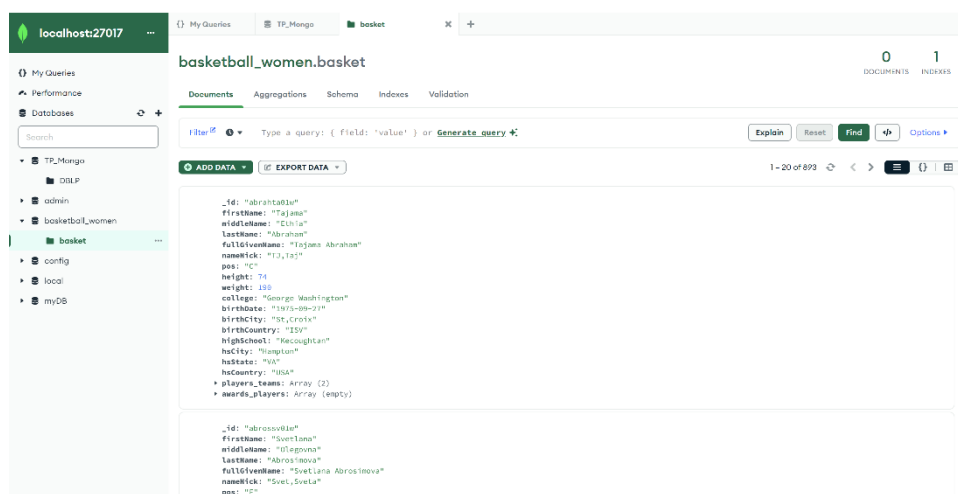 localhost:27017 ...
{} My Queries
Performance
Databases
Search
TP_Mongo
DBLP
admin
basketball_women
basket ...
config
local
myDB
{} My Queries TP_Mongo basket
basketball_women.basket
0 DOCUMENTS 1 INDEXES
Documents Aggregations Schema Indexes Validation
Filter Type a query: { field: 'value' } or Generate query Explain Reset Find </> Options
ADD DATA EXPORT DATA 1 – 20 of 893 {}
_id: "abrahta01w"
firstName: "Tajama"
middleName: "Ethia"
lastName: "Abraham"
fullGivenName: "Tajama Abraham"
nameNick: "TJ,Taj"
pos: "C"
height: 74
weight: 190
college: "George Washington"
birthDate: "1975-09-27"
birthCity: "St,Croix"
birthCountry: "ISV"
highSchool: "Kecoughtan"
hsCity: "Hampton"
hsState: "VA"
hsCountry: "USA"
players_teams: Array (2)
awards_players: Array (empty)
_id: "abrossv01w"
firstName: "Svetlana"
middleName: "Olegovna"
lastName: "Abrosimova"
fullGivenName: "Svetlana Abrosimova"
nameNick: "Svet,Sveta"
pos: "F"